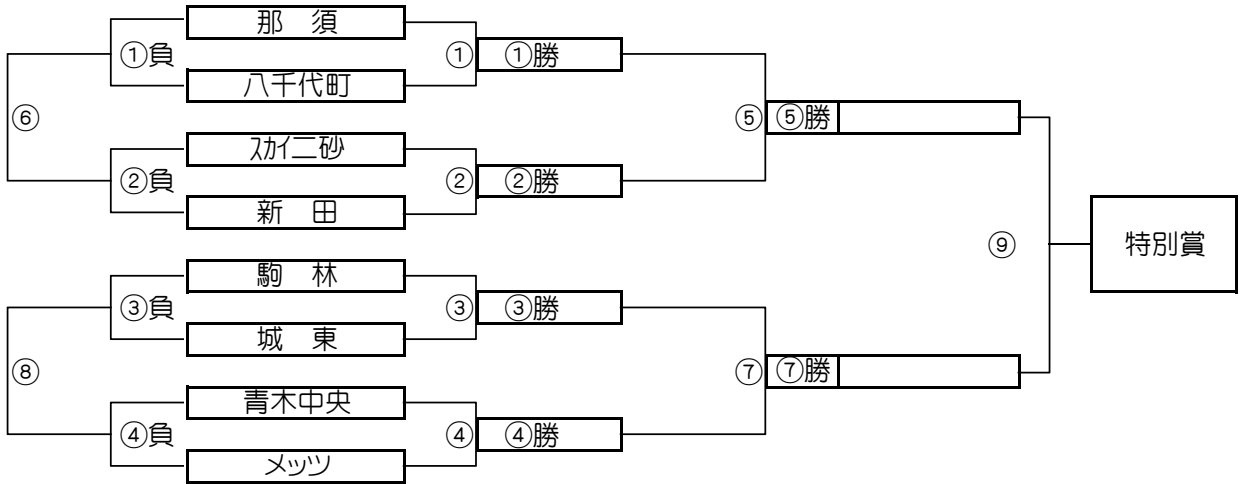 那 須
①負 ① ①勝
八千代町
⑥ ⑤ ⑤勝
スカイ二砂
②負 ② ②勝
新 田
⑨ 特別賞
駒 林
③負 ③ ③勝
城 東
⑧ ⑦ ⑦勝
青木中央
④負 ④ ④勝
メッツ